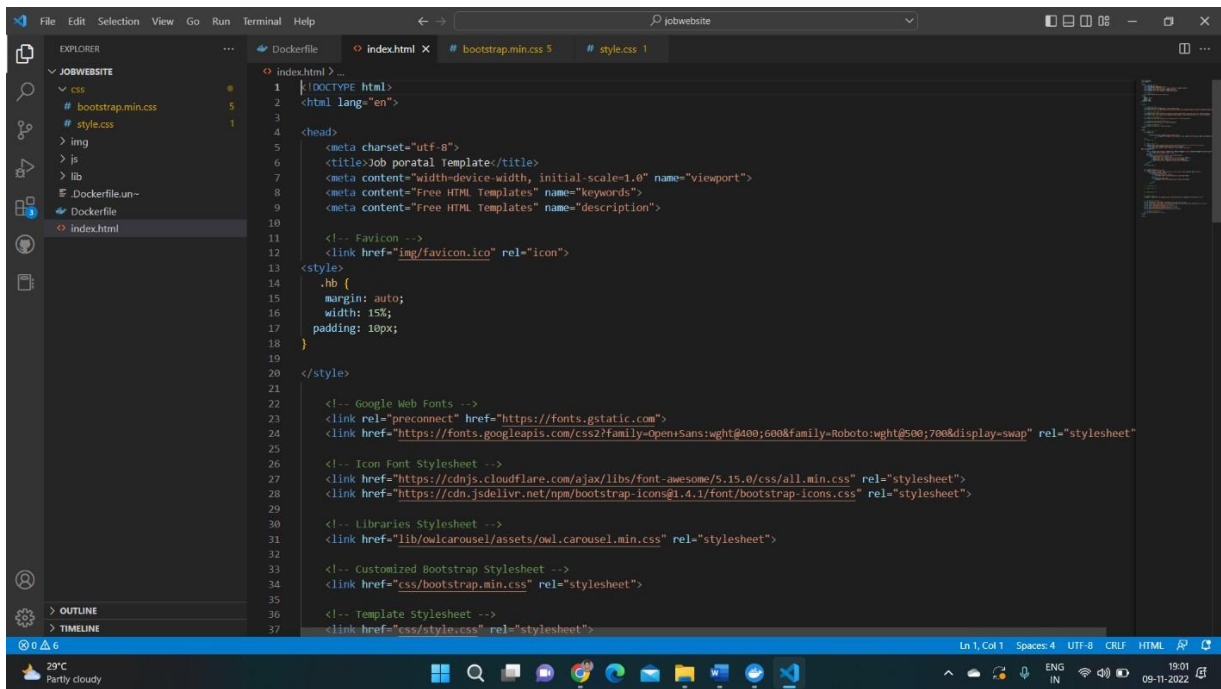 File Edit Selection View Go Run Terminal Help
jobwebsite
EXPLORER
JOBWEBSITE
css
# bootstrap.min.css 5
# style.css 1
img
js
lib
.Dockerfile.un~
Dockerfile
index.html
OUTLINE
TIMELINE
Dockerfile
index.html
# bootstrap.min.css 5
# style.css 1
index.html > ...
1 <!DOCTYPE html>
2 <html lang="en">
3
4 <head>
5 <meta charset="utf-8">
6 <title>Job poratal Template</title>
7 <meta content="width=device-width, initial-scale=1.0" name="viewport">
8 <meta content="Free HTML Templates" name="keywords">
9 <meta content="Free HTML Templates" name="description">
10
11 <!-- Favicon -->
12 <link href="img/favicon.ico" rel="icon">
13 <style>
14 .hb {
15 margin: auto;
16 width: 15%;
17 padding: 10px;
18 }
19
20 </style>
21
22 <!-- Google Web Fonts -->
23 <link rel="preconnect" href="https://fonts.gstatic.com">
24 <link href="https://fonts.googleapis.com/css2?family=Open+Sans:wght@400;600&family=Roboto:wght@500;700&display=swap" rel="stylesheet"
25
26 <!-- Icon Font Stylesheet -->
27 <link href="https://cdnjs.cloudflare.com/ajax/libs/font-awesome/5.15.0/css/all.min.css" rel="stylesheet">
28 <link href="https://cdn.jsdelivr.net/npm/bootstrap-icons@1.4.1/font/bootstrap-icons.css" rel="stylesheet">
29
30 <!-- Libraries Stylesheet -->
31 <link href="lib/owlcarousel/assets/owl.carousel.min.css" rel="stylesheet">
32
33 <!-- Customized Bootstrap Stylesheet -->
34 <link href="css/bootstrap.min.css" rel="stylesheet">
35
36 <!-- Template Stylesheet -->
37 <link href="css/style.css" rel="stylesheet">
0 6
Ln 1, Col 1 Spaces: 4 UTF-8 CRLF HTML
29°C
Partly cloudy
ENG
IN
19:01
09-11-2022